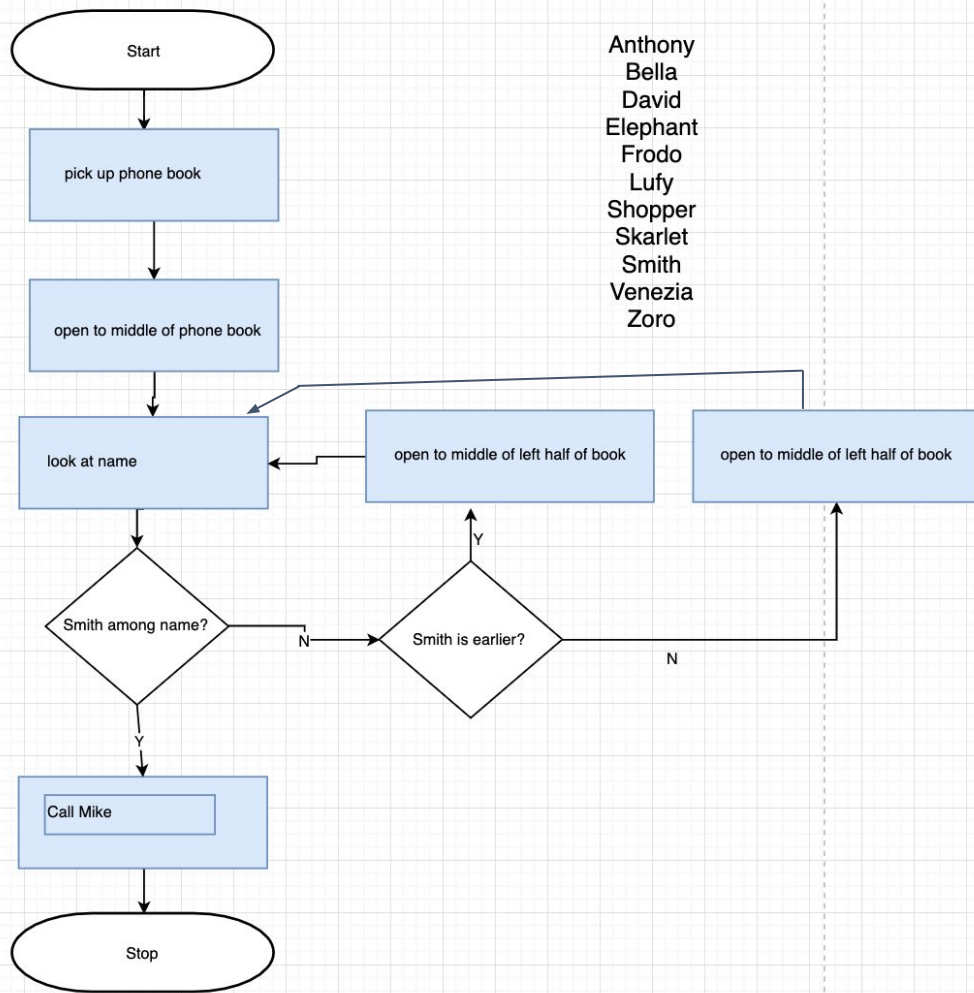 Start
pick up phone book
open to middle of phone book
look at name
Smith among name?
Y
Call Mike
Stop
N
Smith is earlier?
Y
open to middle of left half of book
N
open to middle of left half of book
Anthony
Bella
David
Elephant
Frodo
Lufy
Shopper
Skarlet
Smith
Venezia
Zoro